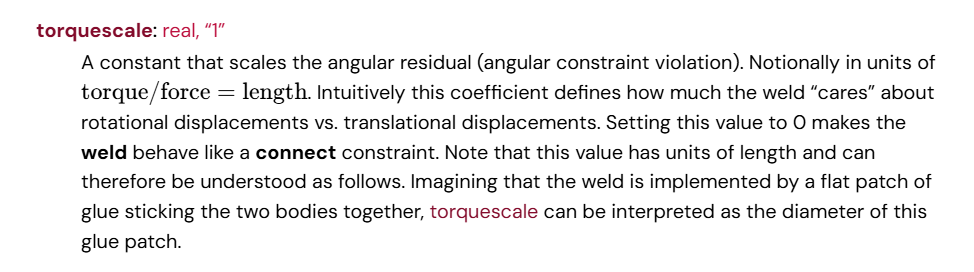 torquescale: real, “1”
A constant that scales the angular residual (angular constraint violation). Notionally in units of
torque/force = length. Intuitively this coefficient defines how much the weld “cares” about
rotational displacements vs. translational displacements. Setting this value to 0 makes the
weld behave like a connect constraint. Note that this value has units of length and can
therefore be understood as follows. Imagining that the weld is implemented by a flat patch of
glue sticking the two bodies together, torquescale can be interpreted as the diameter of this
glue patch.